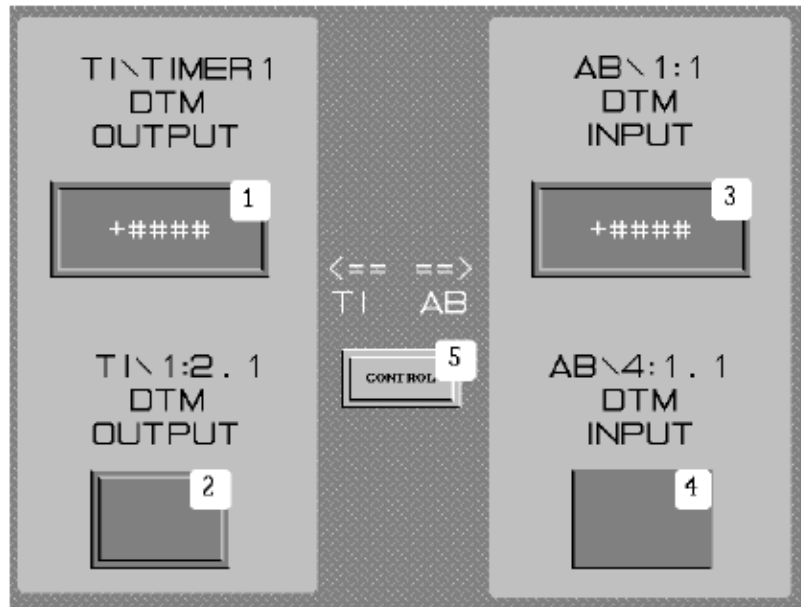 TI\TIMER1
DTM
OUTPUT
1
+####
TI\1:2.1
DTM
OUTPUT
2
<== ==>
TI AB
5
CONTROL
AB\1:1
DTM
INPUT
3
+####
AB\4:1.1
DTM
INPUT
4